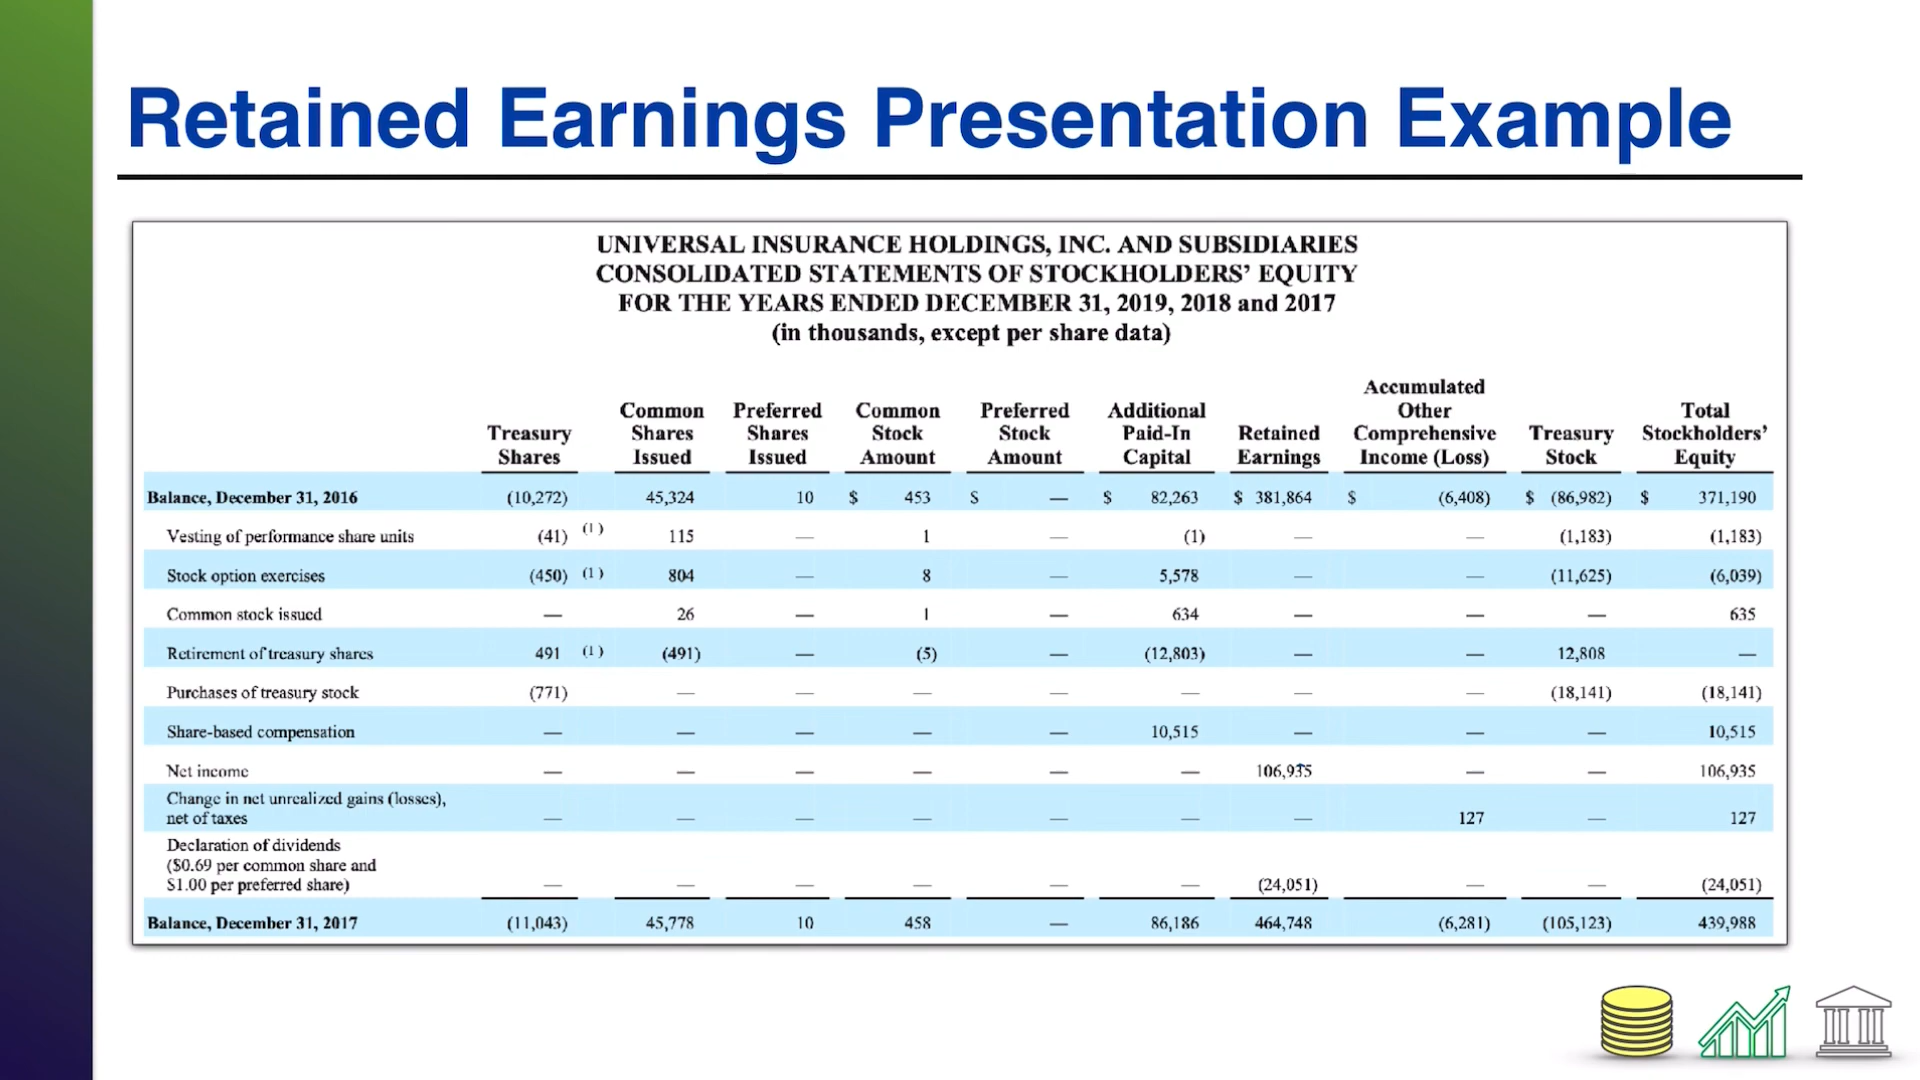 Retained Earnings Presentation Example
UNIVERSAL INSURANCE HOLDINGS, INC. AND SUBSIDIARIES
CONSOLIDATED STATEMENTS OF STOCKHOLDERS’ EQUITY
FOR THE YEARS ENDED DECEMBER 31, 2019, 2018 and 2017
(in thousands, except per share data)
Treasury Shares Common Shares Issued Preferred Shares Issued Common Stock Amount Preferred Stock Amount Additional Paid-In Capital Retained Earnings Accumulated Other Comprehensive Income (Loss) Treasury Stock Total Stockholders’ Equity
Balance, December 31, 2016 (10,272) 45,324 10 $ 453 $ — $ 82,263 $ 381,864 $ (6,408) $ (86,982) $ 371,190
Vesting of performance share units (41) (1) 115 — 1 — (1) — — (1,183) (1,183)
Stock option exercises (450) (1) 804 — 8 — 5,578 — — (11,625) (6,039)
Common stock issued — 26 — 1 — 634 — — — 635
Retirement of treasury shares 491 (1) (491) — (5) — (12,803) — — 12,808 —
Purchases of treasury stock (771) — — — — — — — (18,141) (18,141)
Share-based compensation — — — — — 10,515 — — — 10,515
Net income — — — — — — 106,935 — — 106,935
Change in net unrealized gains (losses),
net of taxes — — — — — — — 127 — 127
Declaration of dividends
($0.69 per common share and
$1.00 per preferred share) — — — — — — (24,051) — — (24,051)
Balance, December 31, 2017 (11,043) 45,778 10 458 — 86,186 464,748 (6,281) (105,123) 439,988